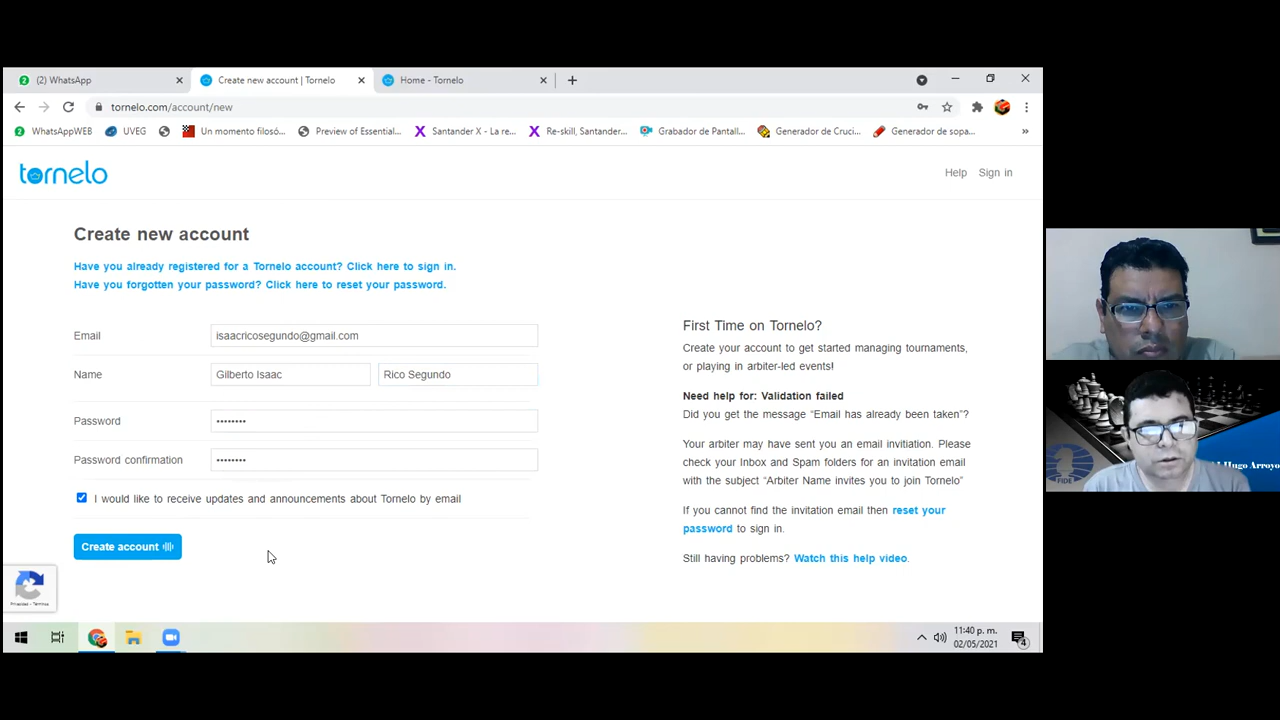 (2) WhatsApp
Create new account | Tornelo
Home - Tornelo
tornelo.com/account/new
WhatsAppWEB
UVEG
Un momento filosó...
Preview of Essential...
Santander X - La re...
Re-skill, Santander...
Grabador de Pantall...
Generador de Cruci...
Generador de sopa...
tornelo
Help Sign in
Create new account
Have you already registered for a Tornelo account? Click here to sign in.
Have you forgotten your password? Click here to reset your password.
Email
isaacricosegundo@gmail.com
Name
Gilberto Isaac
Rico Segundo
Password
••••••••
Password confirmation
••••••••
I would like to receive updates and announcements about Tornelo by email
Create account
First Time on Tornelo?
Create your account to get started managing tournaments,
or playing in arbiter-led events!
Need help for: Validation failed
Did you get the message “Email has already been taken”?
Your arbiter may have sent you an email invitiation. Please
check your Inbox and Spam folders for an invitation email
with the subject “Arbiter Name invites you to join Tornelo”
If you cannot find the invitation email then reset your
password to sign in.
Still having problems? Watch this help video.
Privacidad - Términos
11:40 p. m.
02/05/2021
4
FIDE
Hugo Arroyo